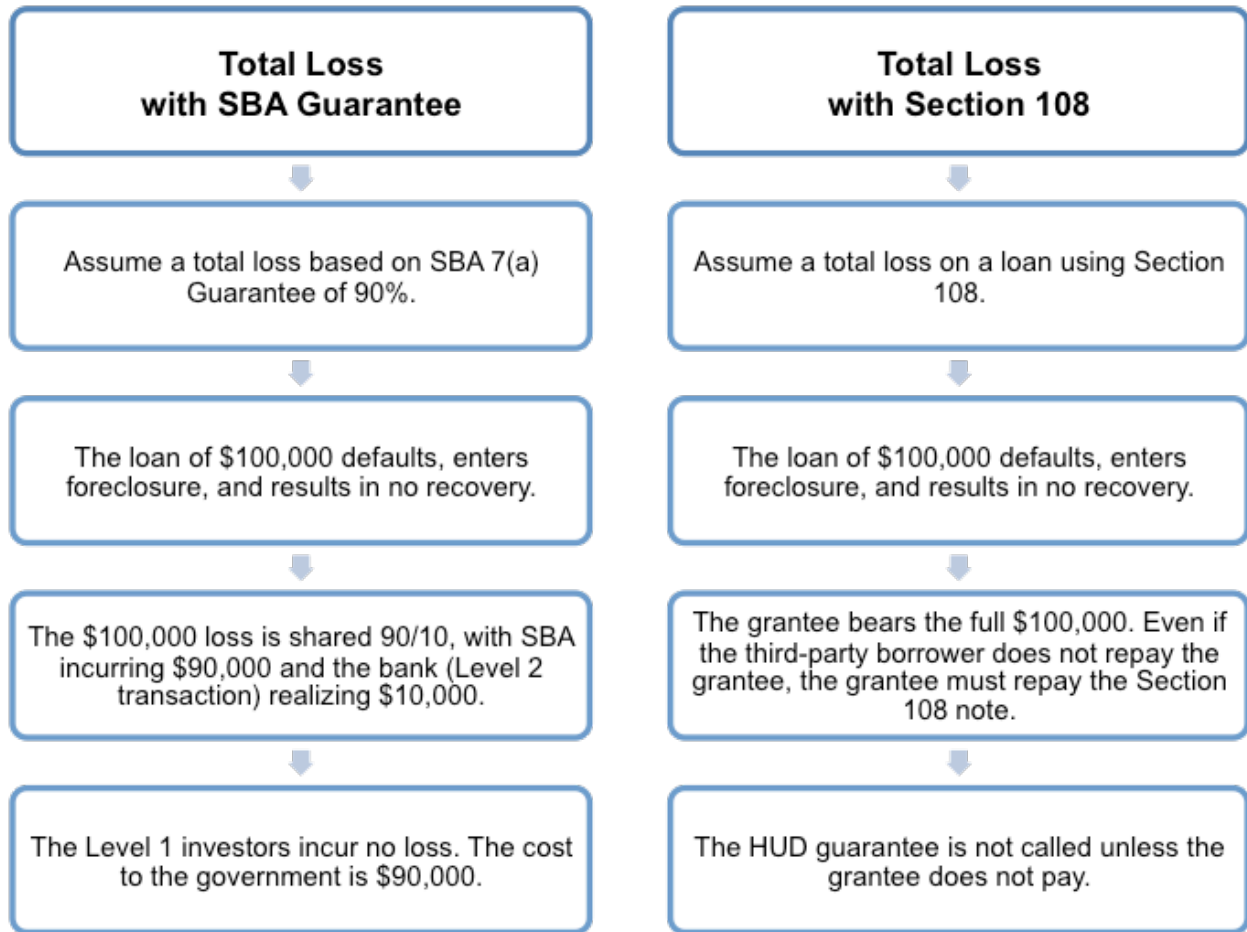 Total Loss
with SBA Guarantee
Assume a total loss based on SBA 7(a)
Guarantee of 90%.
The loan of $100,000 defaults, enters
foreclosure, and results in no recovery.
The $100,000 loss is shared 90/10, with SBA
incurring $90,000 and the bank (Level 2
transaction) realizing $10,000.
The Level 1 investors incur no loss. The cost
to the government is $90,000.
Total Loss
with Section 108
Assume a total loss on a loan using Section
108.
The loan of $100,000 defaults, enters
foreclosure, and results in no recovery.
The grantee bears the full $100,000. Even if
the third-party borrower does not repay the
grantee, the grantee must repay the Section
108 note.
The HUD guarantee is not called unless the
grantee does not pay.